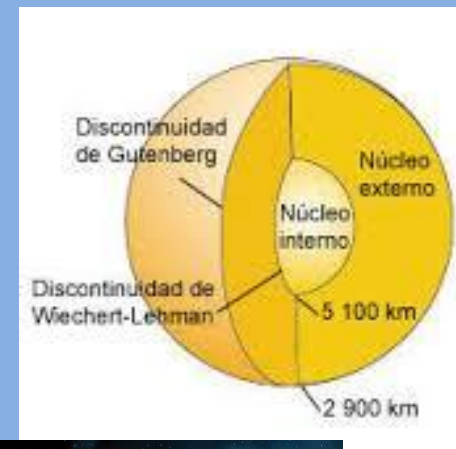 Discontinuidad
de Gutenberg
Núcleo
externo
Núcleo
interno
Discontinuidad de
Wiechert-Lehman
5 100 km
2 900 km